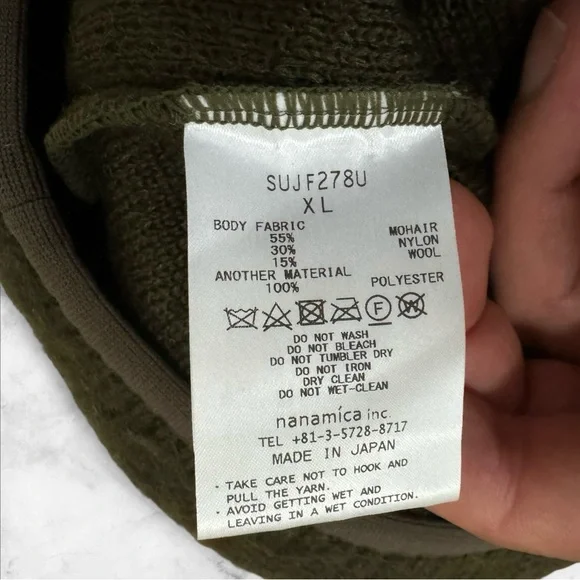 SUJF278U
XL
BODY FABRIC
55% MOHAIR
30% NYLON
15% WOOL
ANOTHER MATERIAL
100% POLYESTER
F W
DO NOT WASH
DO NOT BLEACH
DO NOT TUMBLER DRY
DO NOT IRON
DRY CLEAN
DO NOT WET-CLEAN
nanamíca inc.
TEL +81-3-5728-8717
MADE IN JAPAN
・TAKE CARE NOT TO HOOK AND
PULL THE YARN.
・AVOID GETTING WET AND
LEAVING IN A WET CONDITION.